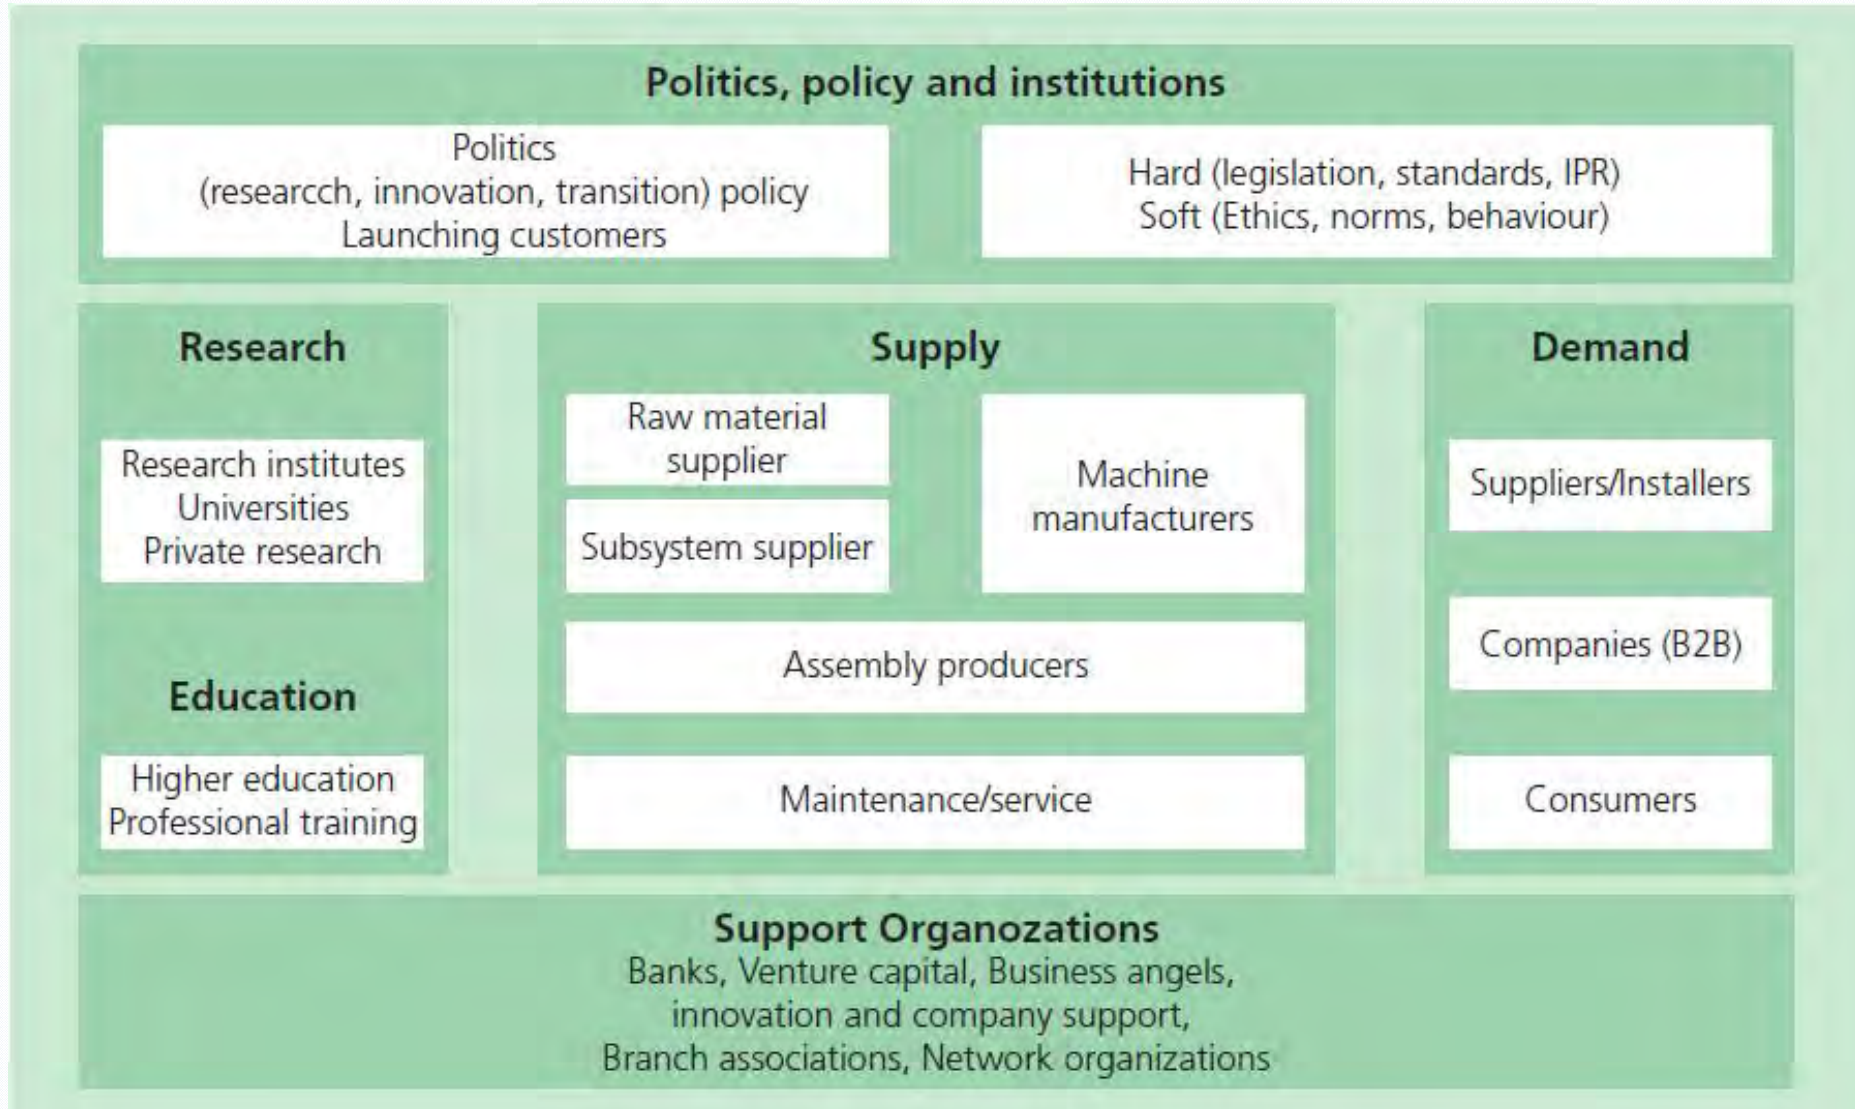 Politics, policy and institutions
Politics
(researcch, innovation, transition) policy
Launching customers
Hard (legislation, standards, IPR)
Soft (Ethics, norms, behaviour)
Research
Research institutes
Universities
Private research
Education
Higher education
Professional training
Supply
Raw material
supplier
Subsystem supplier
Machine
manufacturers
Assembly producers
Maintenance/service
Demand
Suppliers/Installers
Companies (B2B)
Consumers
Support Organozations
Banks, Venture capital, Business angels,
innovation and company support,
Branch associations, Network organizations